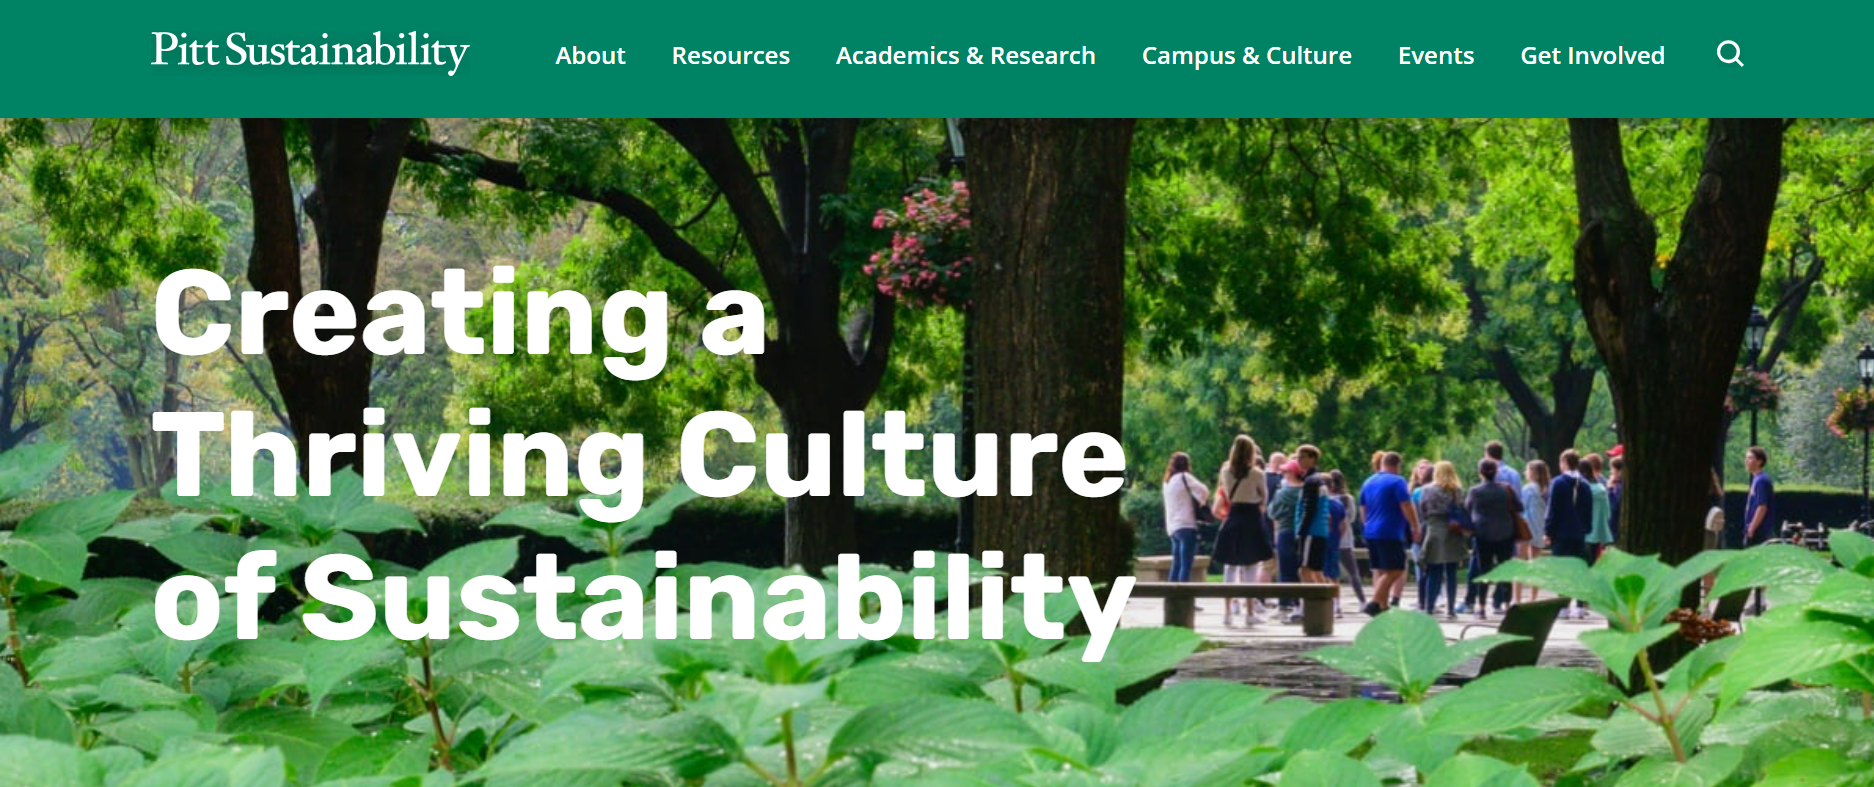 Pitt Sustainability
About
Resources
Academics & Research
Campus & Culture
Events
Get Involved
Creating a
Thriving Culture
of Sustainability